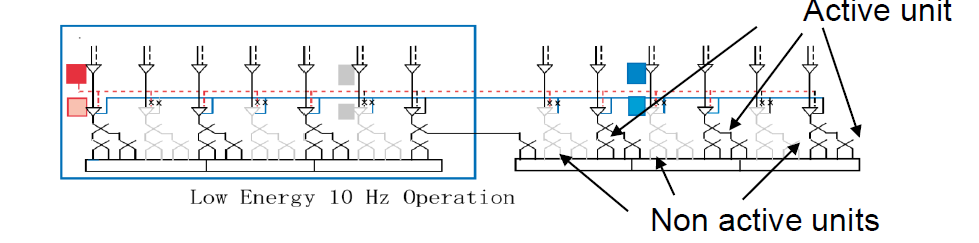 Active unit
Low Energy 10 Hz Operation
Non active units